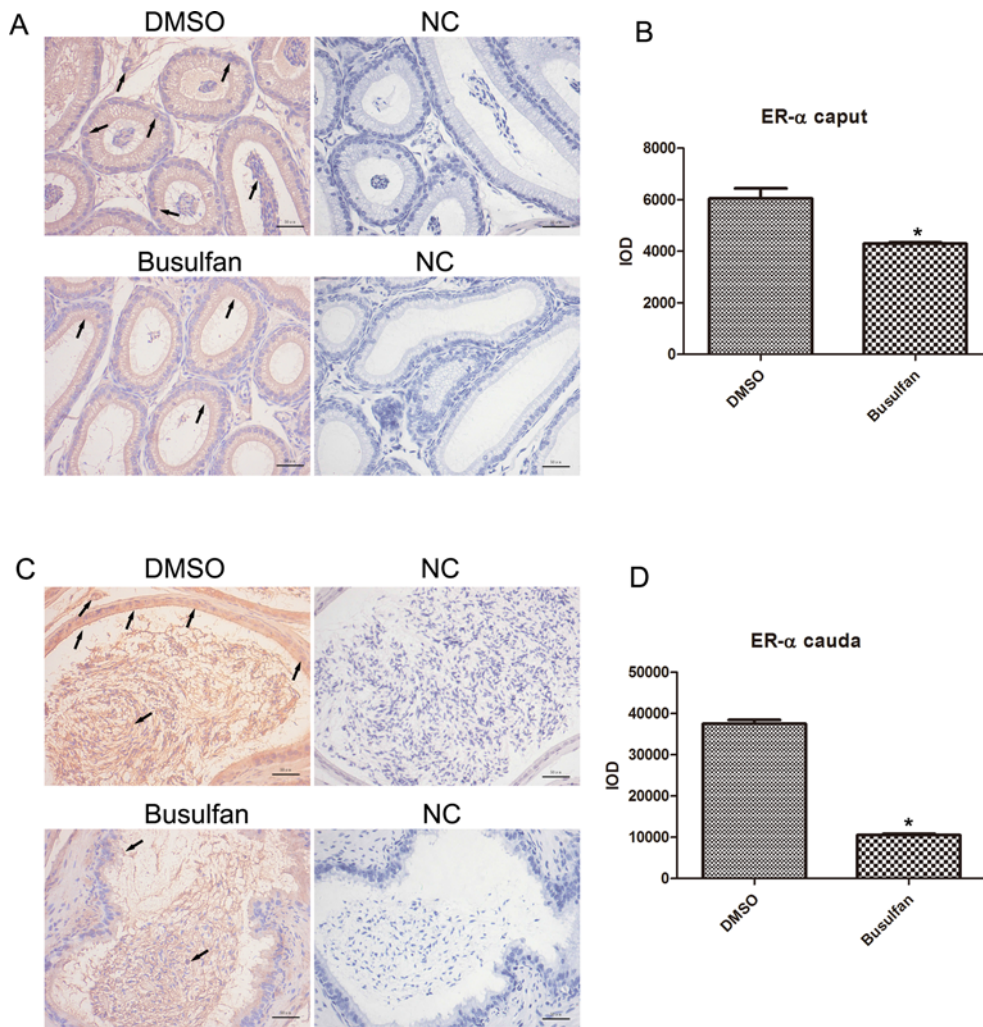 A
DMSO
NC
Busulfan
NC
B
ER-α caput
8000
6000
4000
2000
0
IOD
*
DMSO
Busulfan
C
DMSO
NC
Busulfan
NC
D
ER-α cauda
50000
40000
30000
20000
10000
0
IOD
*
DMSO
Busulfan